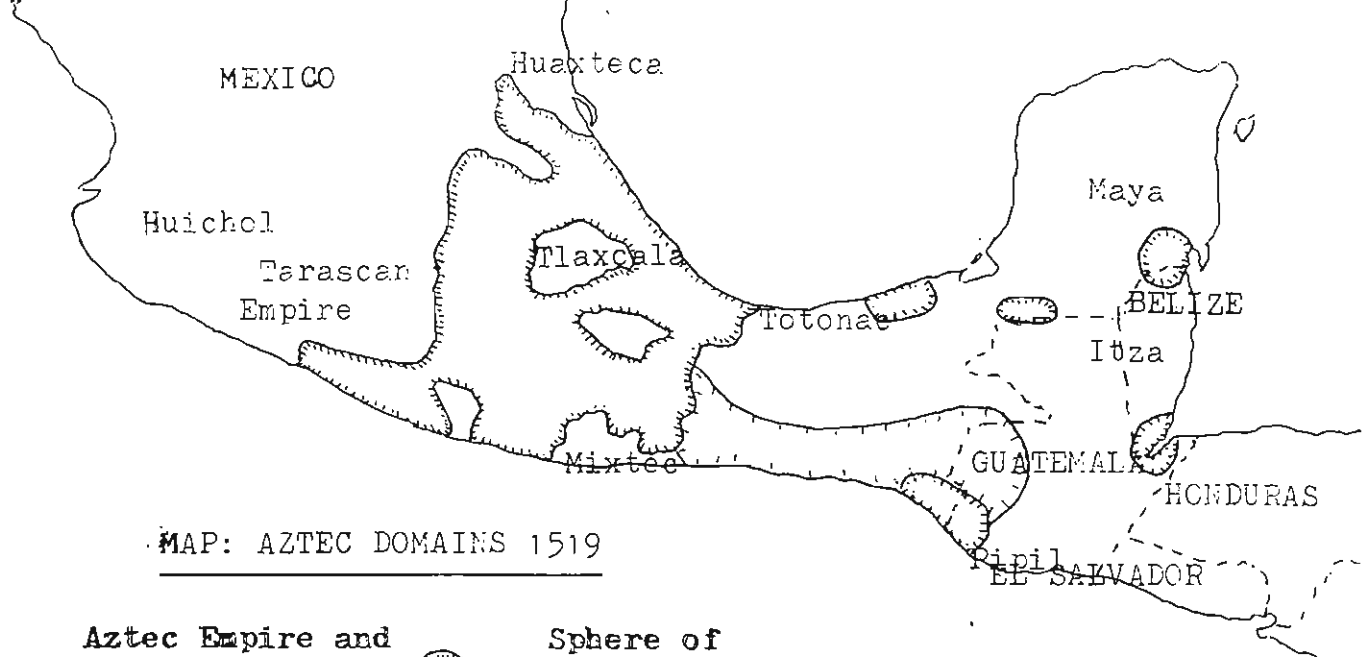 Huaxteca
MEXICO
Maya
Huichol
Tlaxcala
Tarascan
Empire
Totonac
BELIZE
Itza
Mixtec
GUATEMALA
HONDURAS
MAP: AZTEC DOMAINS 1519
Pipil
EL SALVADOR
Aztec Empire and
Sphere of